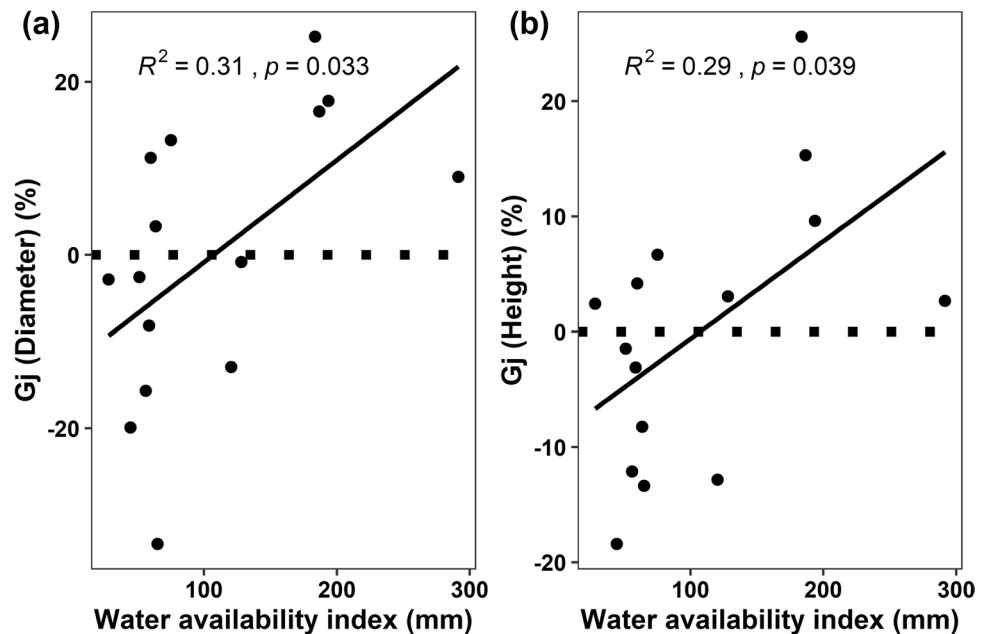 (a)
R² = 0.31 , p = 0.033
20
0
-20
Gj (Diameter) (%)
100 200 300
Water availability index (mm)
(b)
R² = 0.29 , p = 0.039
20
10
0
-10
-20
Gj (Height) (%)
100 200 300
Water availability index (mm)